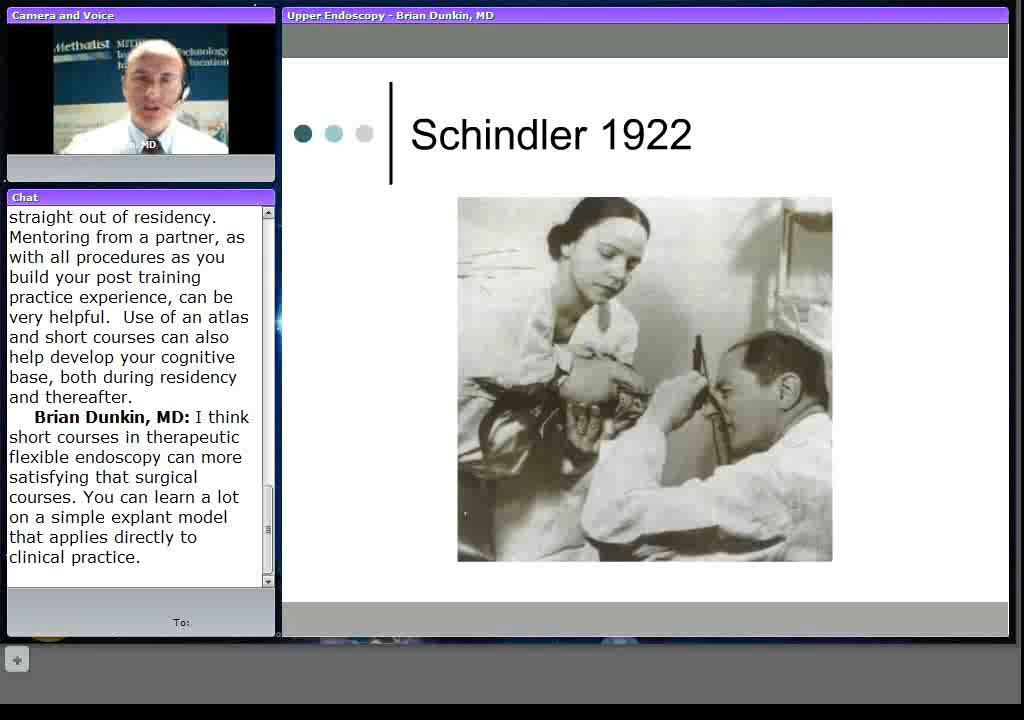 Camera and Voice
Methodist
Technology
MD
Chat
straight out of residency.
Mentoring from a partner, as
with all procedures as you
build your post training
practice experience, can be
very helpful.  Use of an atlas
and short courses can also
help develop your cognitive
base, both during residency
and thereafter.
Brian Dunkin, MD: I think
short courses in therapeutic
flexible endoscopy can more
satisfying that surgical
courses. You can learn a lot
on a simple explant model
that applies directly to
clinical practice.
To:
Upper Endoscopy - Brian Dunkin, MD
Schindler 1922